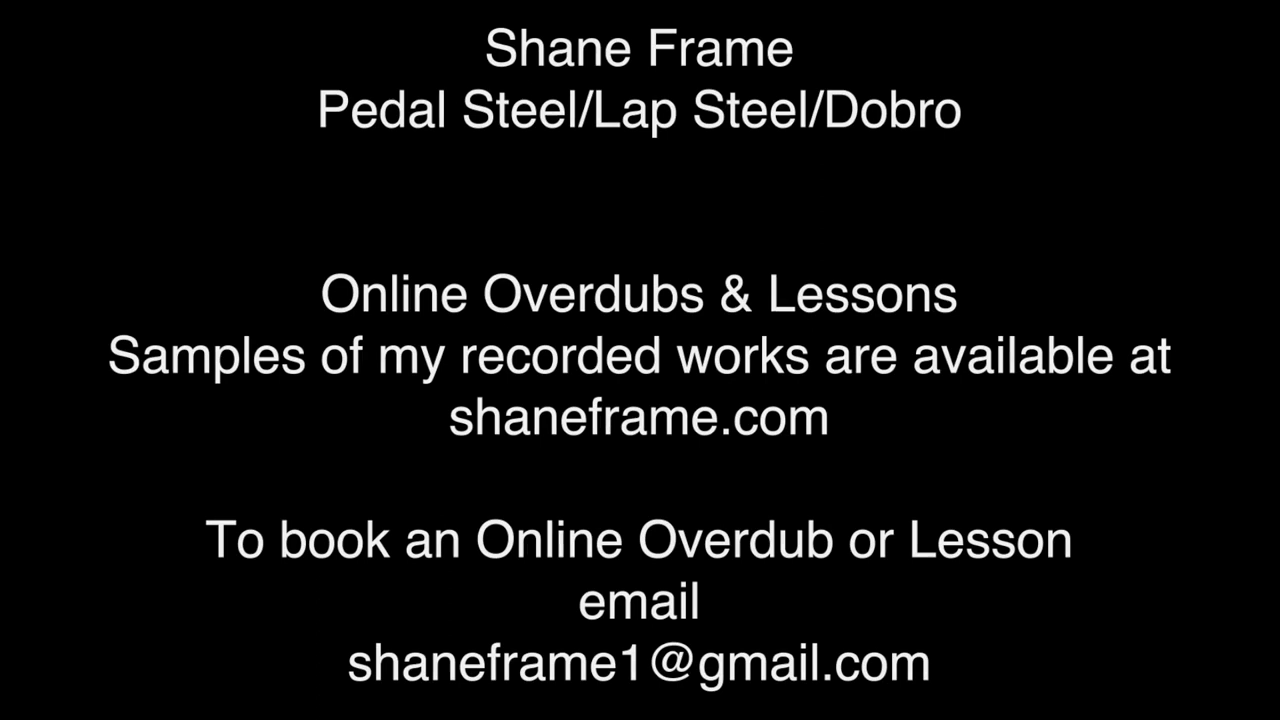 Shane Frame
Pedal Steel/Lap Steel/Dobro
Online Overdubs & Lessons
Samples of my recorded works are available at
shaneframe.com
To book an Online Overdub or Lesson
email
shaneframe1@gmail.com